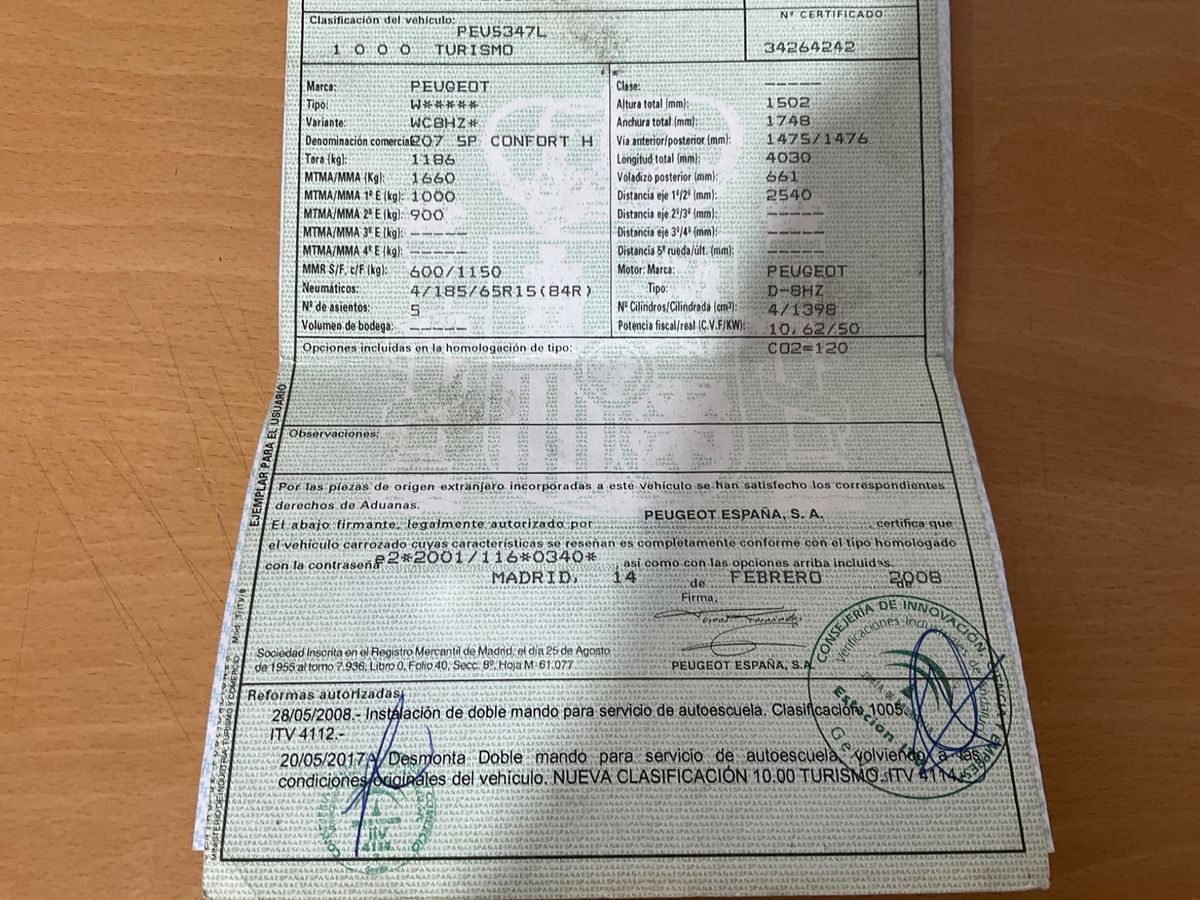 Clasificación del vehículo:
PEU5347L
1 0 0 0 TURISMO
Nº CERTIFICADO
34264242
Marca: PEUGEOT
Tipo: W*****
Variante: WC8HZ*
Denominación comercial: 207 5P CONFORT H
Tara (kg): 1186
MTMA/MMA (Kg): 1660
MTMA/MMA 1º E (kg): 1000
MTMA/MMA 2º E (kg): 900
MTMA/MMA 3º E (kg): -----
MTMA/MMA 4º E (kg): -----
MMR S/F, c/F (kg): 600/1150
Neumáticos: 4/185/65R15(84R)
Nº de asientos: 5
Volumen de bodega: -----
Clase: -----
Altura total (mm): 1502
Anchura total (mm): 1748
Vía anterior/posterior (mm): 1475/1476
Longitud total (mm): 4030
Voladizo posterior (mm): 661
Distancia eje 1º/2º (mm): 2540
Distancia eje 2º/3º (mm): -----
Distancia eje 3º/4º (mm): -----
Distancia 5ª rueda/últ. (mm): -----
Motor: Marca: PEUGEOT
Tipo: D-8HZ
Nº Cilindros/Cilindrada (cm³): 4/1398
Potencia fiscal/real (C.V.F/KW): 10,62/50
Opciones incluidas en la homologación de tipo: CO2=120
EJEMPLAR PARA EL USUARIO
Observaciones:
Por las piezas de origen extranjero incorporadas a este vehículo se han satisfecho los correspondientes
derechos de Aduanas.
El abajo firmante, legalmente autorizado por PEUGEOT ESPAÑA, S. A. certifica que
el vehículo carrozado cuyas características se reseñan es completamente conforme con el tipo homologado
con la contraseña e2*2001/116*0340* , así como con las opciones arriba incluidas.
MADRID, 14 de FEBRERO de 2008
Firma,
PEUGEOT ESPAÑA, S.A.
Sociedad Inscrita en el Registro Mercantil de Madrid, el día 25 de Agosto
de 1955 al tomo 7.936, Libro 0, Folio 40, Secc. 8ª, Hoja M-61.077
MINISTERIO DE INDUSTRIA, TURISMO Y COMERCIO
Reformas autorizadas:
28/05/2008.- Instalación de doble mando para servicio de autoescuela. Clasificación 1005
ITV 4112.-
20/05/2017 Desmonta Doble mando para servicio de autoescuela, volviendo a las
condiciones originales del vehículo. NUEVA CLASIFICACIÓN 10.00 TURISMO. ITV 4114.
CONSEJERÍA DE INNOVACIÓN
Estación
ITV
4114